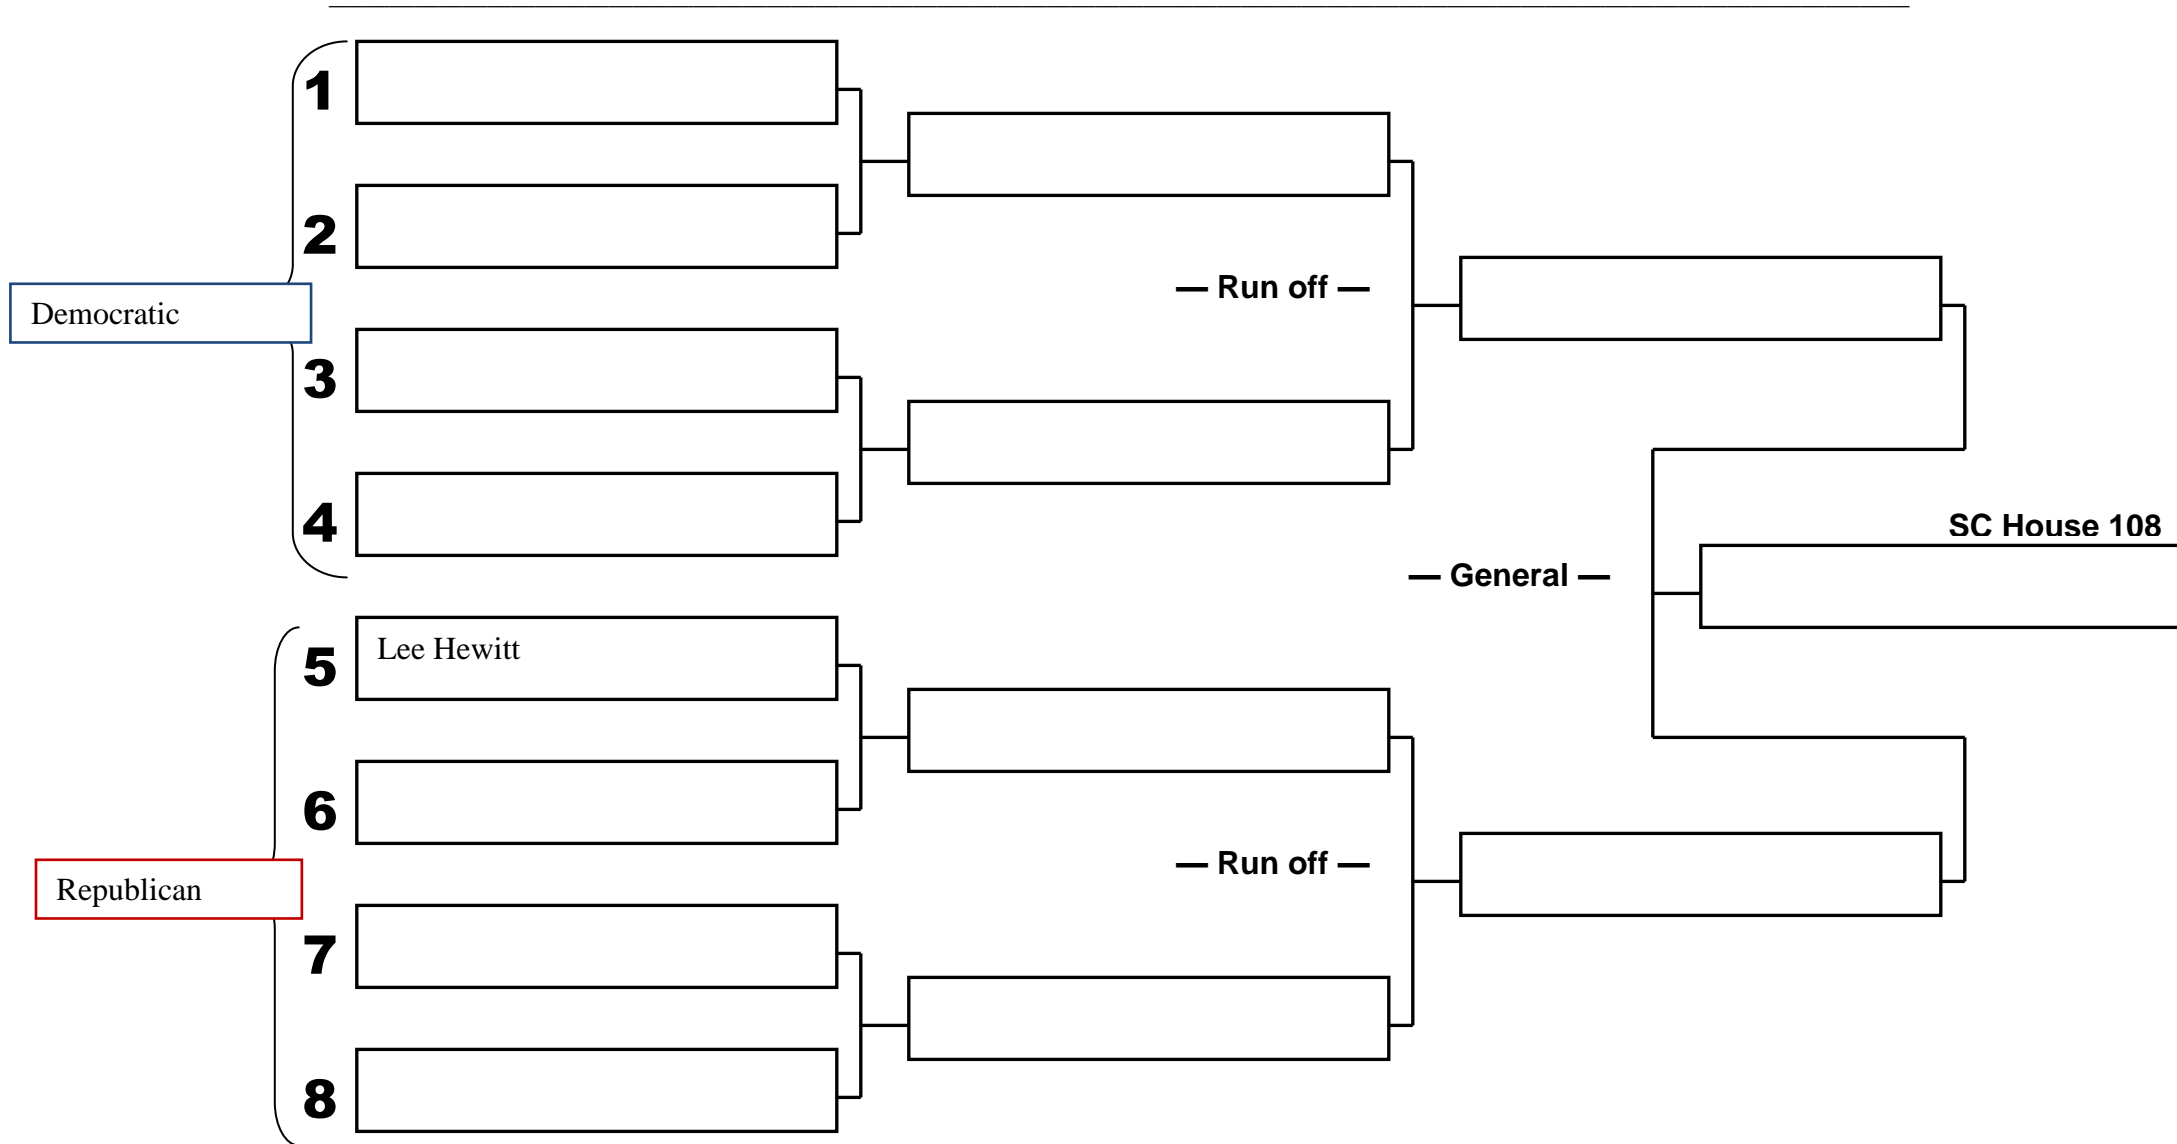 1
2
— Run off —
Democratic
3
4
SC House 108
— General —
5
Lee Hewitt
6
— Run off —
Republican
7
8